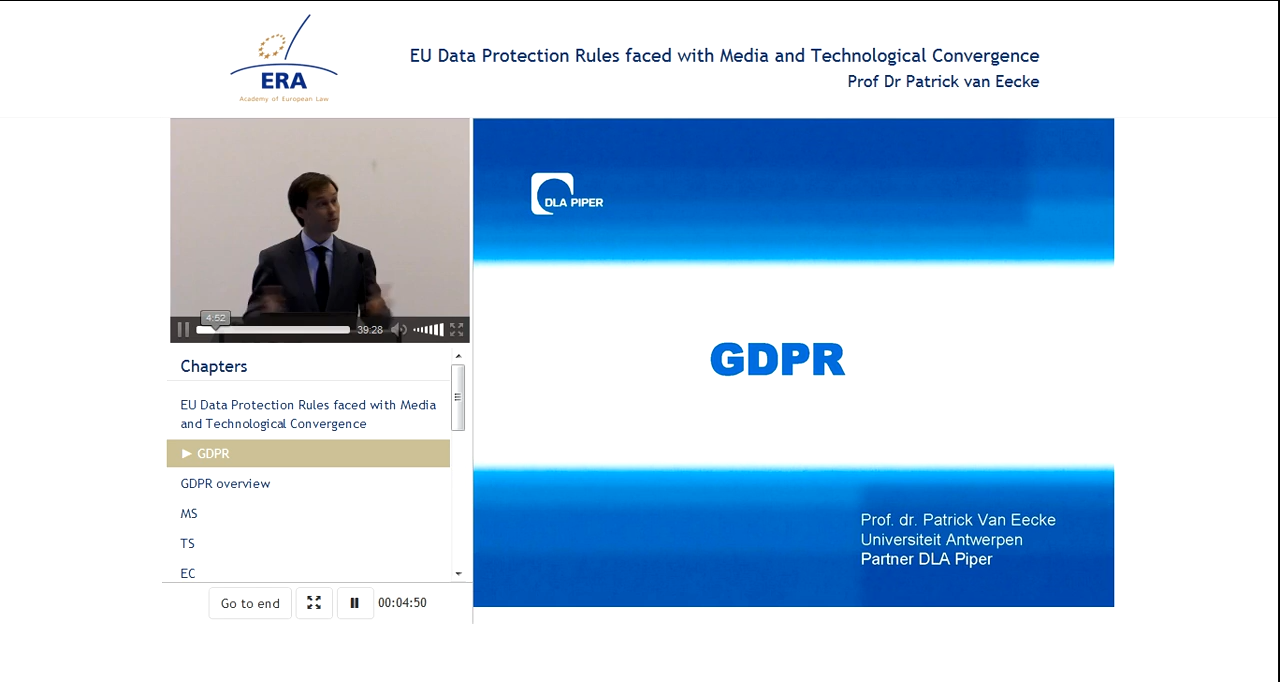 ERA
Academy of European Law
EU Data Protection Rules faced with Media and Technological Convergence
Prof Dr Patrick van Eecke
4:52
39:28
DLA PIPER
GDPR
Prof. dr. Patrick Van Eecke
Universiteit Antwerpen
Partner DLA Piper
Chapters
EU Data Protection Rules faced with Media
and Technological Convergence
► GDPR
GDPR overview
MS
TS
EC
Go to end
00:04:50